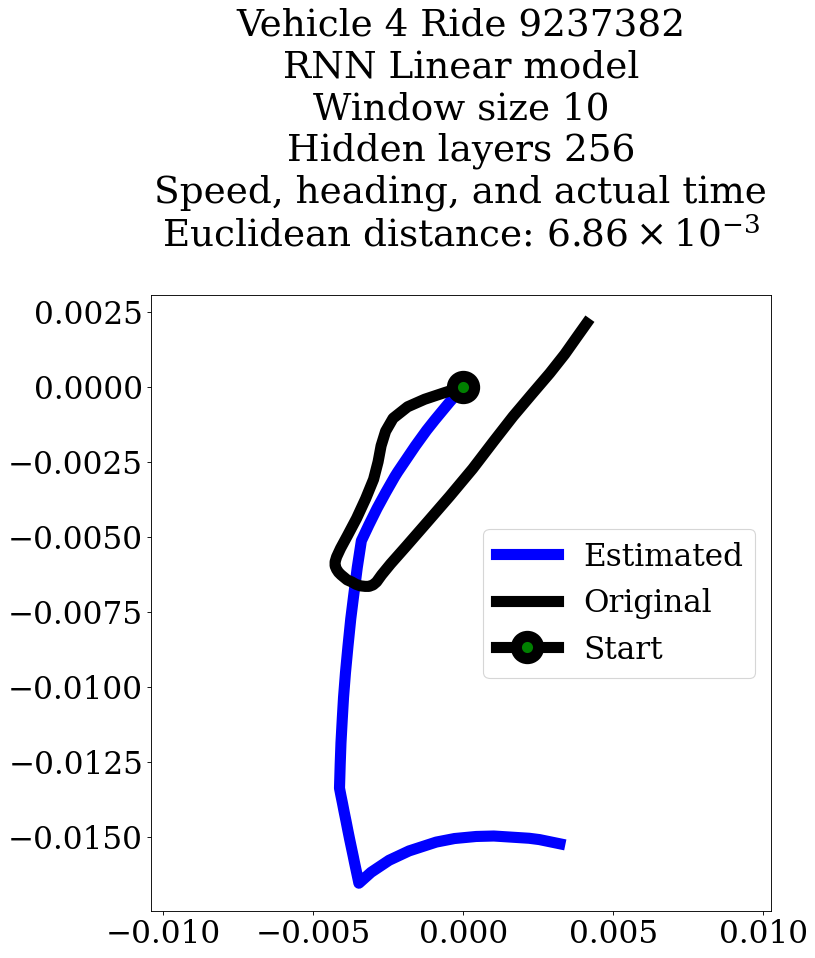 Vehicle 4 Ride 9237382
RNN Linear model
Window size 10
Hidden layers 256
Speed, heading, and actual time
Euclidean distance: 6.86 × 10⁻³
0.0025
0.0000
−0.0025
−0.0050
−0.0075
−0.0100
−0.0125
−0.0150
Estimated
Original
Start
−0.010 −0.005 0.000 0.005 0.010